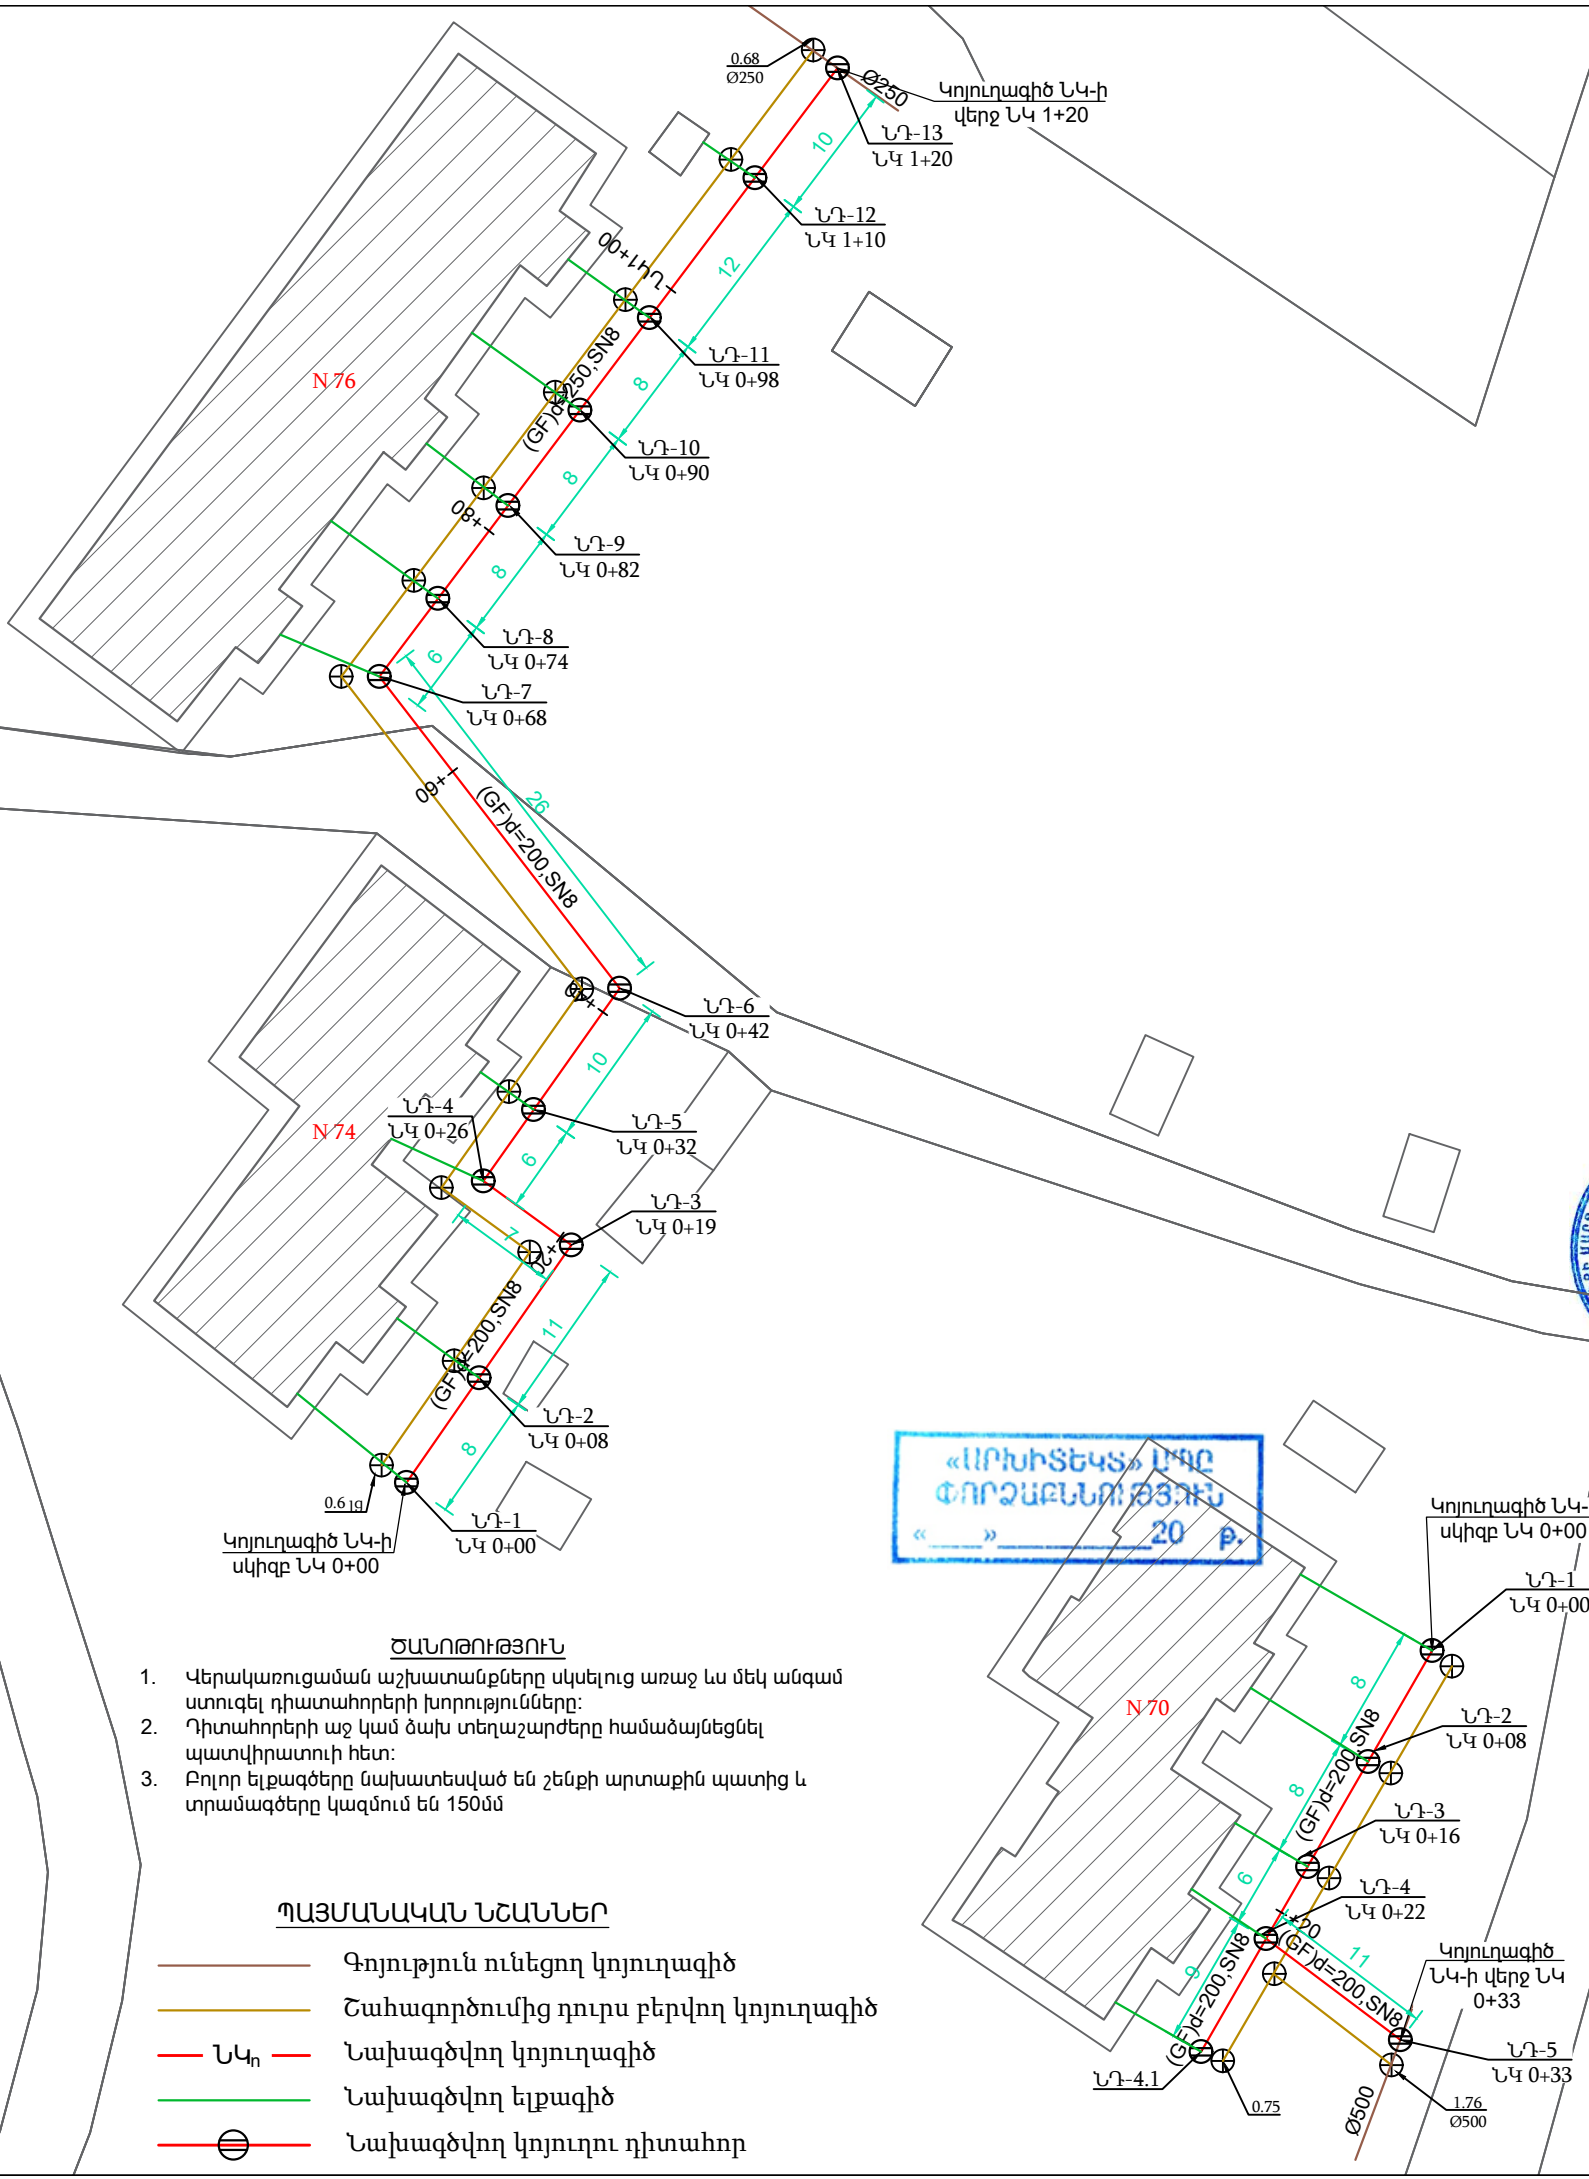 0.68
Ø250
Ø250
Կոյուղագիծ ՆԿ-ի
վերջ ՆԿ 1+20
ՆԴ-13
ՆԿ 1+20
10
ՆԴ-12
ՆԿ 1+10
12
ՆԿ1+00
ՆԴ-11
ՆԿ 0+98
N 76
8
(GF)d=250,SN8
ՆԴ-10
ՆԿ 0+90
8
+80
ՆԴ-9
ՆԿ 0+82
8
ՆԴ-8
ՆԿ 0+74
6
ՆԴ-7
ՆԿ 0+68
+60
26
(GF)d=200,SN8
ՆԴ-6
ՆԿ 0+42
10
ՆԴ-4
ՆԿ 0+26
N 74
ՆԴ-5
ՆԿ 0+32
6
ՆԴ-3
ՆԿ 0+19
7
+20
11
(GF)d=200,SN8
ՆԴ-2
ՆԿ 0+08
8
0.6
ՆԴ-1
ՆԿ 0+00
Կոյուղագիծ ՆԿ-ի
սկիզբ ՆԿ 0+00
«ԱՐԽԻՏԵԿՏ» ՍՊԸ
ՓՈՐՁԱՔՆՆՈՒԹՅՈՒՆ
« » 20 թ.
Կոյուղագիծ ՆԿ-
սկիզբ ՆԿ 0+00
ՆԴ-1
ՆԿ 0+00
8
N 70
ՆԴ-2
ՆԿ 0+08
(GF)d=200,SN8
8
ՆԴ-3
ՆԿ 0+16
6
ՆԴ-4
ՆԿ 0+22
+20
(GF)d=200,SN8
11
9
(GF)d=200,SN8
Կոյուղագիծ
ՆԿ-ի վերջ ՆԿ
0+33
ՆԴ-5
ՆԿ 0+33
ՆԴ-4.1
0.75
Ø500
1.76
Ø500
ԾԱՆՈԹՈՒԹՅՈՒՆ
1. Վերակառուցաման աշխատանքները սկսելուց առաջ ևս մեկ անգամ
ստուգել դիատահորերի խորությունները:
2. Դիտահորերի աջ կամ ձախ տեղաշարժերը համաձայնեցնել
պատվիրատուի հետ:
3. Բոլոր ելքագծերը նախատեսված են շենքի արտաքին պատից և
տրամագծերը կազմում են 150մմ
ՊԱՅՄԱՆԱԿԱՆ ՆՇԱՆՆԵՐ
Գոյություն ունեցող կոյուղագիծ
Շահագործումից դուրս բերվող կոյուղագիծ
ՆԿn Նախագծվող կոյուղագիծ
Նախագծվող ելքագիծ
Նախագծվող կոյուղու դիտահոր